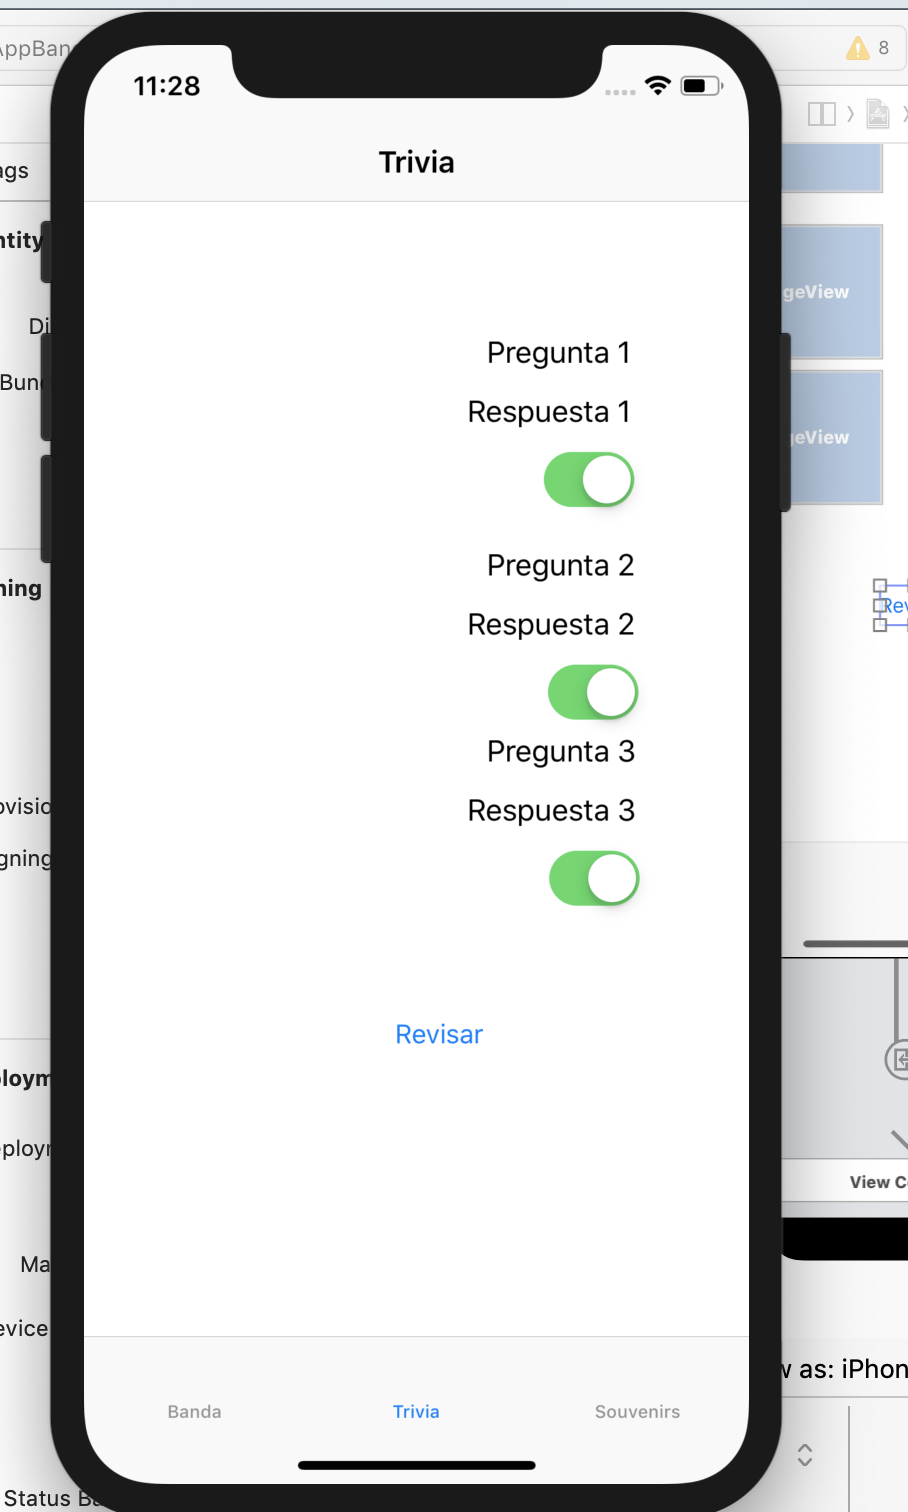 AppBan
8
11:28
Trivia
ags
ntity
geView
Di
Pregunta 1
Bun
Respuesta 1
geView
Pregunta 2
ning
Rev
Respuesta 2
Pregunta 3
ovisio
Respuesta 3
gning
Revisar
loym
eploy
View C
Ma
evice
w as: iPhon
Banda
Trivia
Souvenirs
Status Ba